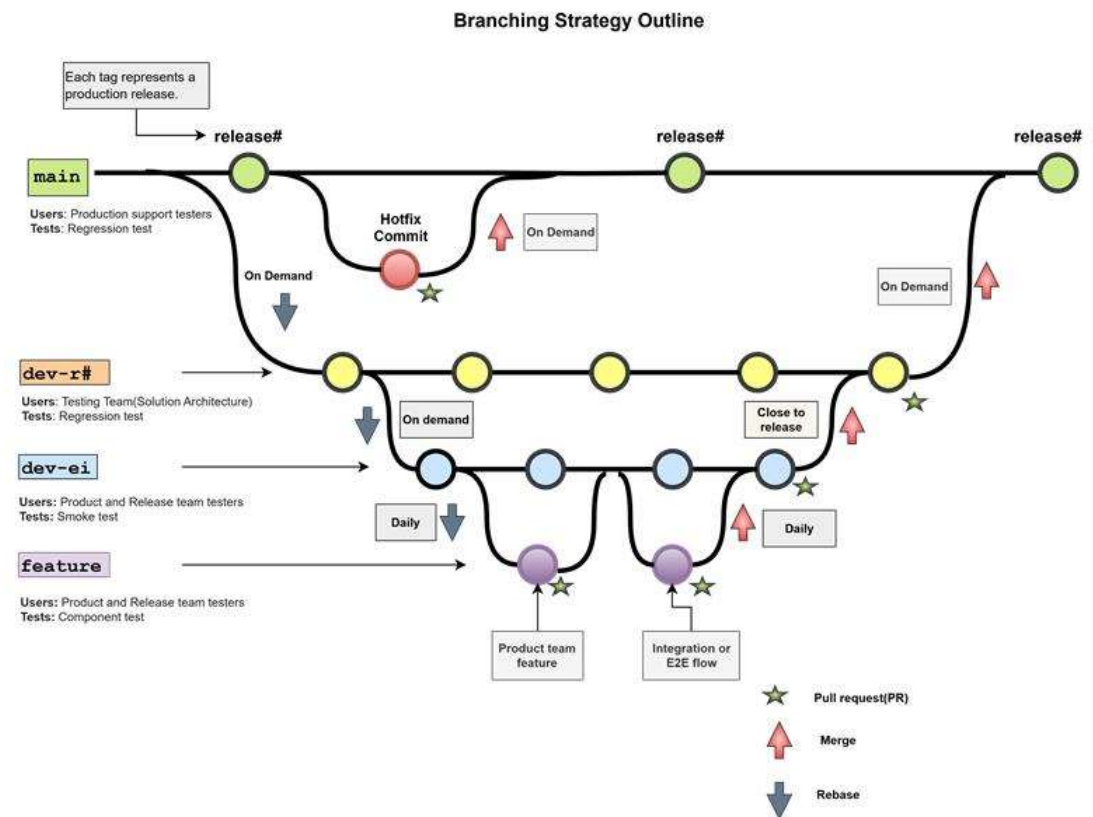 Branching Strategy Outline
Each tag represents a
production release.
release#
release#
release#
main
Users: Production support testers
Tests: Regression test
Hotfix
Commit
On Demand
On Demand
On Demand
dev-r#
Users: Testing Team(Solution Architecture)
Tests: Regression test
On demand
Close to
release
dev-ei
Users: Product and Release team testers
Tests: Smoke test
Daily
Daily
feature
Users: Product and Release team testers
Tests: Component test
Product team
feature
Integration or
E2E flow
Pull request(PR)
Merge
Rebase